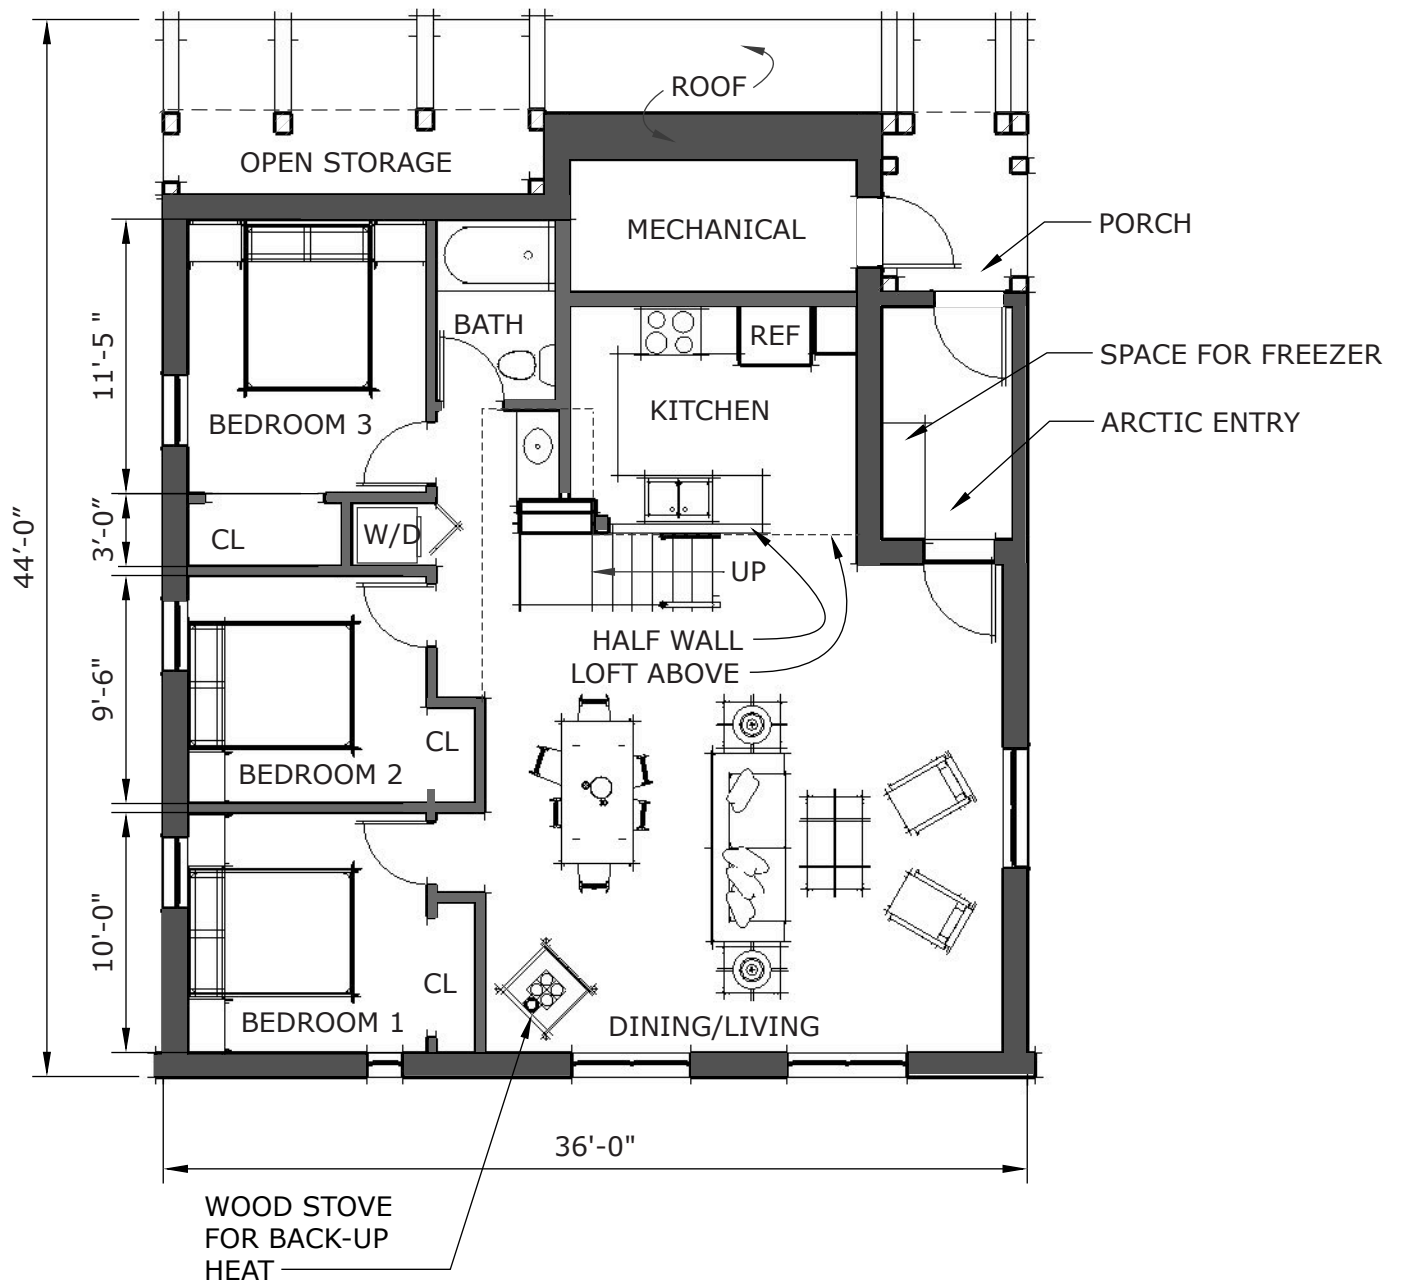 ROOF
OPEN STORAGE
MECHANICAL
PORCH
BATH
REF
SPACE FOR FREEZER
11'-5 "
KITCHEN
BEDROOM 3
ARCTIC ENTRY
44’-0”
3’-0”
CL
W/D
UP
HALF WALL
LOFT ABOVE
9'-6"
CL
BEDROOM 2
10'-0"
CL
BEDROOM 1
DINING/LIVING
36'-0"
WOOD STOVE
FOR BACK-UP
HEAT